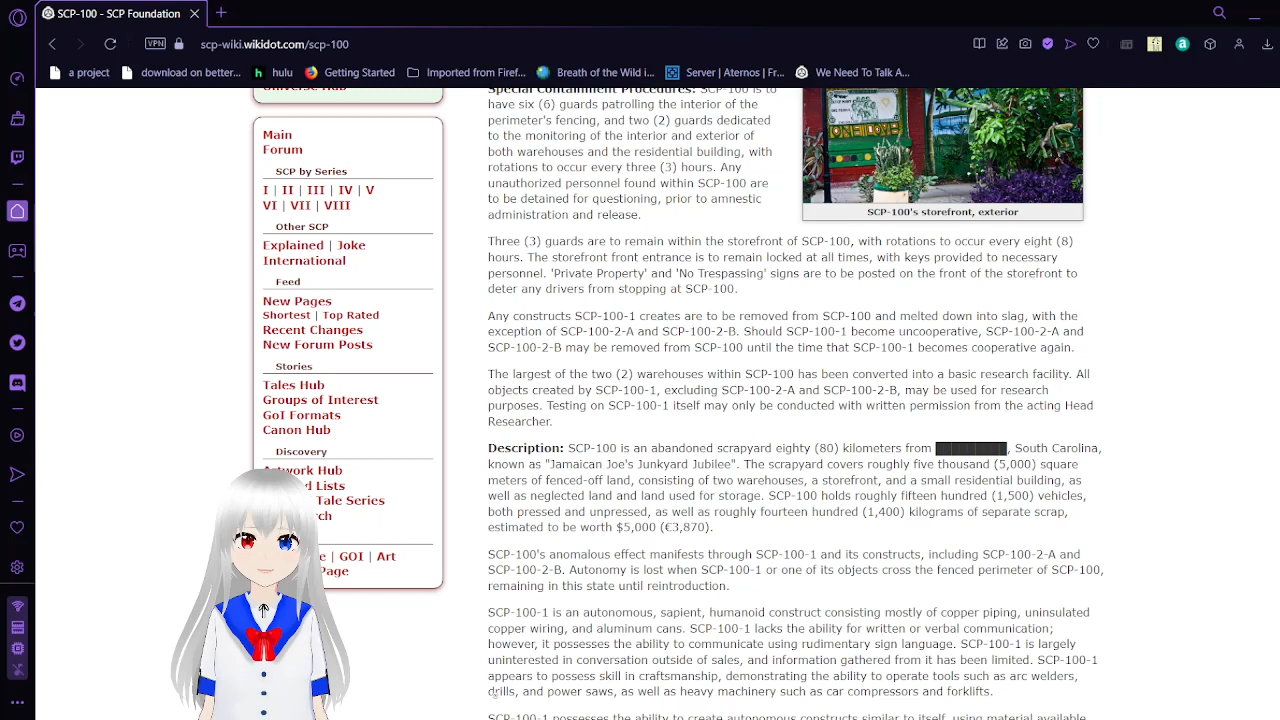 SCP-100 - SCP Foundation
VPN
scp-wiki.wikidot.com/scp-100
a project
download on better...
hulu
Getting Started
Imported from Firef...
Breath of the Wild i...
Server | Aternos | Fr...
We Need To Talk A...
Universe Hub
Main
Forum
SCP by Series
I | II | III | IV | V
VI | VII | VIII
Other SCP
Explained | Joke
International
Feed
New Pages
Shortest | Top Rated
Recent Changes
New Forum Posts
Stories
Tales Hub
Groups of Interest
GoI Formats
Canon Hub
Discovery
Artwork Hub
Lists
Tale Series
| GOI | Art
Page
Special Containment Procedures: SCP-100 is to
have six (6) guards patrolling the interior of the
perimeter's fencing, and two (2) guards dedicated
to the monitoring of the interior and exterior of
both warehouses and the residential building, with
rotations to occur every three (3) hours. Any
unauthorized personnel found within SCP-100 are
to be detained for questioning, prior to amnestic
administration and release.
ONE LOVE
SCP-100's storefront, exterior
Three (3) guards are to remain within the storefront of SCP-100, with rotations to occur every eight (8)
hours. The storefront front entrance is to remain locked at all times, with keys provided to necessary
personnel. 'Private Property' and 'No Trespassing' signs are to be posted on the front of the storefront to
deter any drivers from stopping at SCP-100.
Any constructs SCP-100-1 creates are to be removed from SCP-100 and melted down into slag, with the
exception of SCP-100-2-A and SCP-100-2-B. Should SCP-100-1 become uncooperative, SCP-100-2-A and
SCP-100-2-B may be removed from SCP-100 until the time that SCP-100-1 becomes cooperative again.
The largest of the two (2) warehouses within SCP-100 has been converted into a basic research facility. All
objects created by SCP-100-1, excluding SCP-100-2-A and SCP-100-2-B, may be used for research
purposes. Testing on SCP-100-1 itself may only be conducted with written permission from the acting Head
Researcher.
Description: SCP-100 is an abandoned scrapyard eighty (80) kilometers from ████████, South Carolina,
known as "Jamaican Joe's Junkyard Jubilee". The scrapyard covers roughly five thousand (5,000) square
meters of fenced-off land, consisting of two warehouses, a storefront, and a small residential building, as
well as neglected land and land used for storage. SCP-100 holds roughly fifteen hundred (1,500) vehicles,
both pressed and unpressed, as well as roughly fourteen hundred (1,400) kilograms of separate scrap,
estimated to be worth $5,000 (€3,870).
SCP-100's anomalous effect manifests through SCP-100-1 and its constructs, including SCP-100-2-A and
SCP-100-2-B. Autonomy is lost when SCP-100-1 or one of its objects cross the fenced perimeter of SCP-100,
remaining in this state until reintroduction.
SCP-100-1 is an autonomous, sapient, humanoid construct consisting mostly of copper piping, uninsulated
copper wiring, and aluminum cans. SCP-100-1 lacks the ability for written or verbal communication;
however, it possesses the ability to communicate using rudimentary sign language. SCP-100-1 is largely
uninterested in conversation outside of sales, and information gathered from it has been limited. SCP-100-1
appears to possess skill in craftsmanship, demonstrating the ability to operate tools such as arc welders,
drills, and power saws, as well as heavy machinery such as car compressors and forklifts.
SCP-100-1 possesses the ability to create autonomous constructs similar to itself, using material available